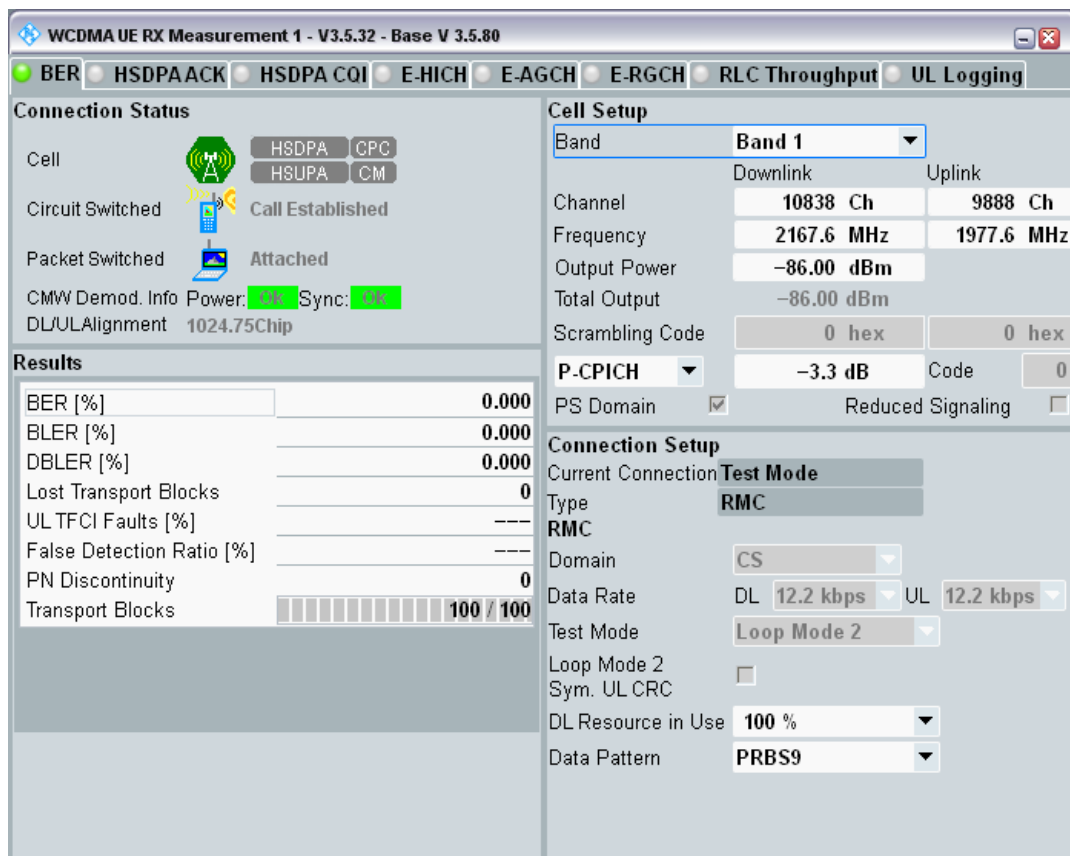 WCDMA UE RX Measurement 1 - V3.5.32 - Base V 3.5.80
BER HSDPA ACK HSDPA CQI E-HICH E-AGCH E-RGCH RLC Throughput UL Logging
Connection Status
Cell HSDPA CPC
HSUPA CM
Circuit Switched Call Established
Packet Switched Attached
CMW Demod. Info Power: Ok Sync: Ok
DL/UL Alignment 1024.75Chip
Results
BER [%] 0.000
BLER [%] 0.000
DBLER [%] 0.000
Lost Transport Blocks 0
UL TFCI Faults [%] ---
False Detection Ratio [%] ---
PN Discontinuity 0
Transport Blocks 100 / 100
Cell Setup
Band Band 1
Downlink Uplink
Channel 10838 Ch 9888 Ch
Frequency 2167.6 MHz 1977.6 MHz
Output Power −86.00 dBm
Total Output −86.00 dBm
Scrambling Code 0 hex 0 hex
P-CPICH −3.3 dB Code 0
PS Domain Reduced Signaling
Connection Setup
Current Connection Test Mode
Type RMC
RMC
Domain CS
Data Rate DL 12.2 kbps UL 12.2 kbps
Test Mode Loop Mode 2
Loop Mode 2
Sym. UL CRC
DL Resource in Use 100 %
Data Pattern PRBS9